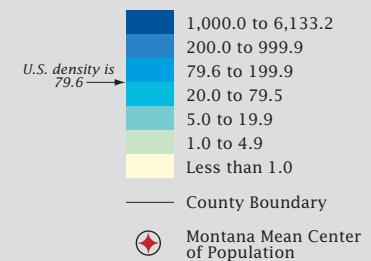 1,000.0 to 6,133.2
200.0 to 999.9
U.S. density is
79.6
79.6 to 199.9
20.0 to 79.5
5.0 to 19.9
1.0 to 4.9
Less than 1.0
County Boundary
Montana Mean Center
of Population